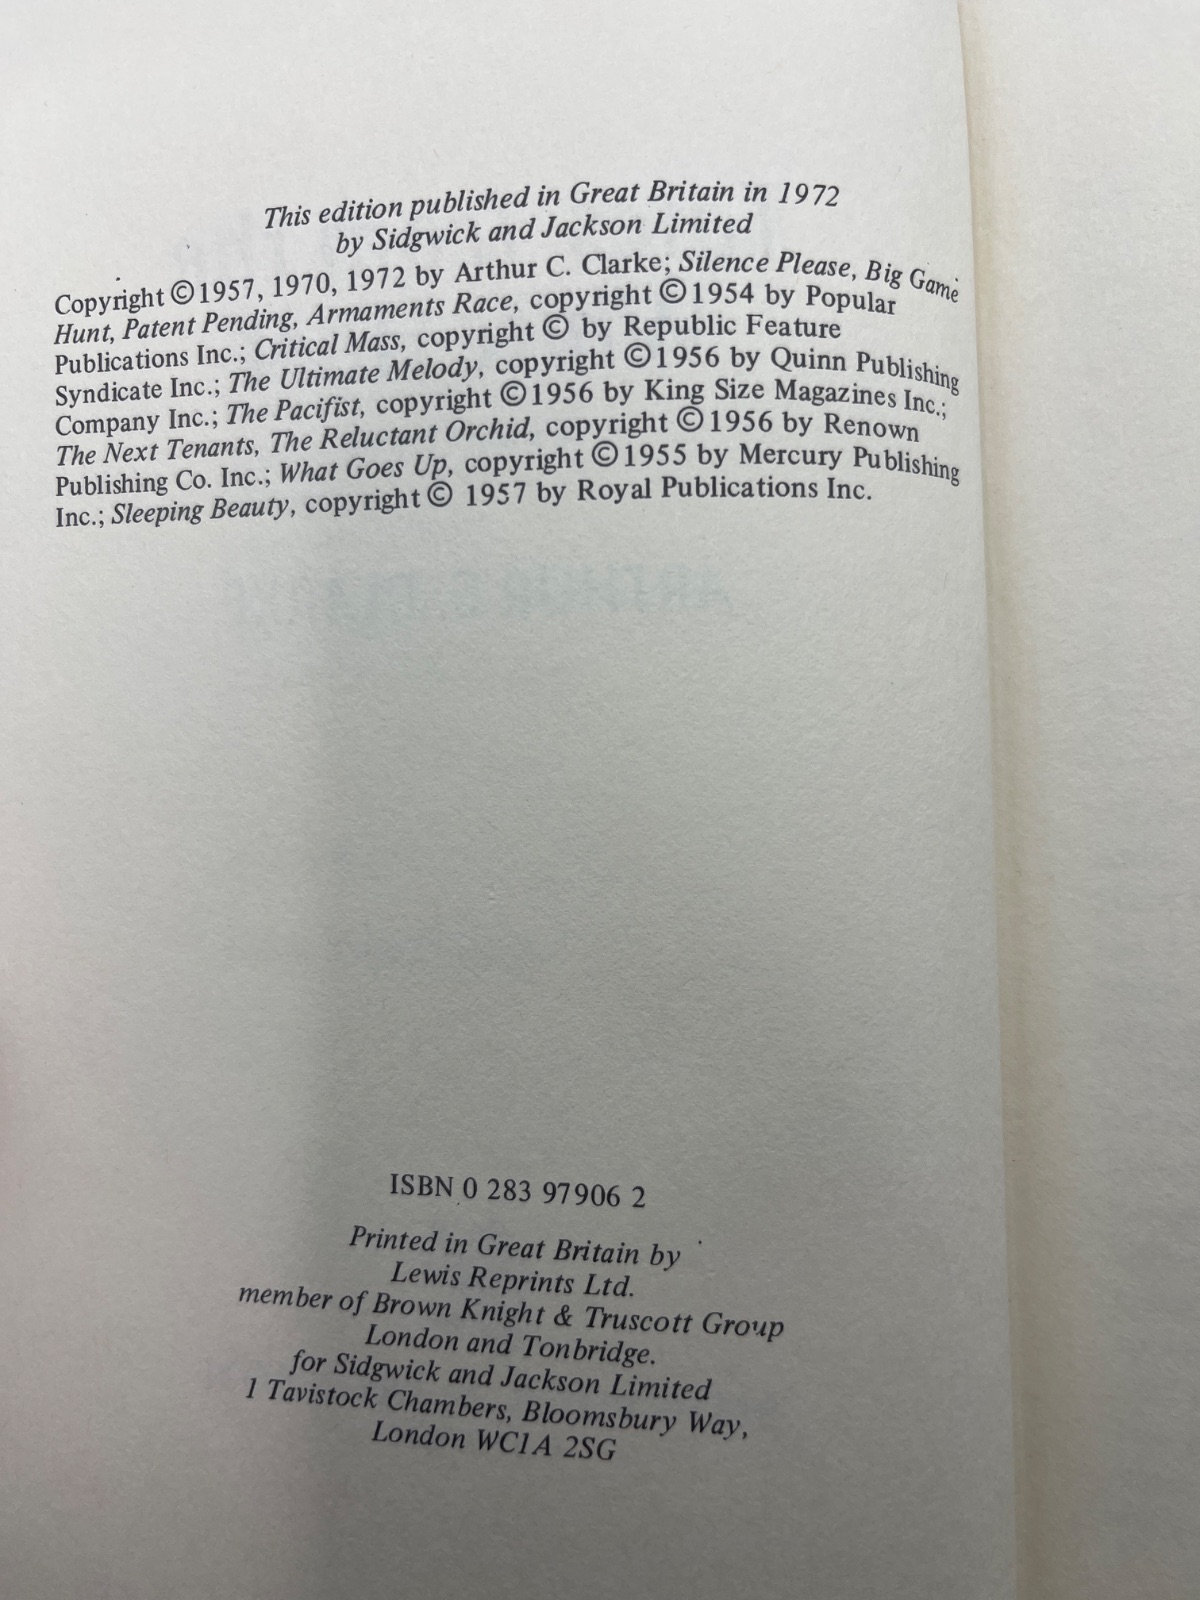 This edition published in Great Britain in 1972
by Sidgwick and Jackson Limited
Copyright © 1957, 1970, 1972 by Arthur C. Clarke; Silence Please, Big Game
Hunt, Patent Pending, Armaments Race, copyright © 1954 by Popular
Publications Inc.; Critical Mass, copyright © by Republic Feature
Syndicate Inc.; The Ultimate Melody, copyright © 1956 by Quinn Publishing
Company Inc.; The Pacifist, copyright © 1956 by King Size Magazines Inc.;
The Next Tenants, The Reluctant Orchid, copyright © 1956 by Renown
Publishing Co. Inc.; What Goes Up, copyright © 1955 by Mercury Publishing
Inc.; Sleeping Beauty, copyright © 1957 by Royal Publications Inc.
ISBN 0 283 97906 2
Printed in Great Britain by
Lewis Reprints Ltd.
member of Brown Knight & Truscott Group
London and Tonbridge.
for Sidgwick and Jackson Limited
1 Tavistock Chambers, Bloomsbury Way,
London WC1A 2SG